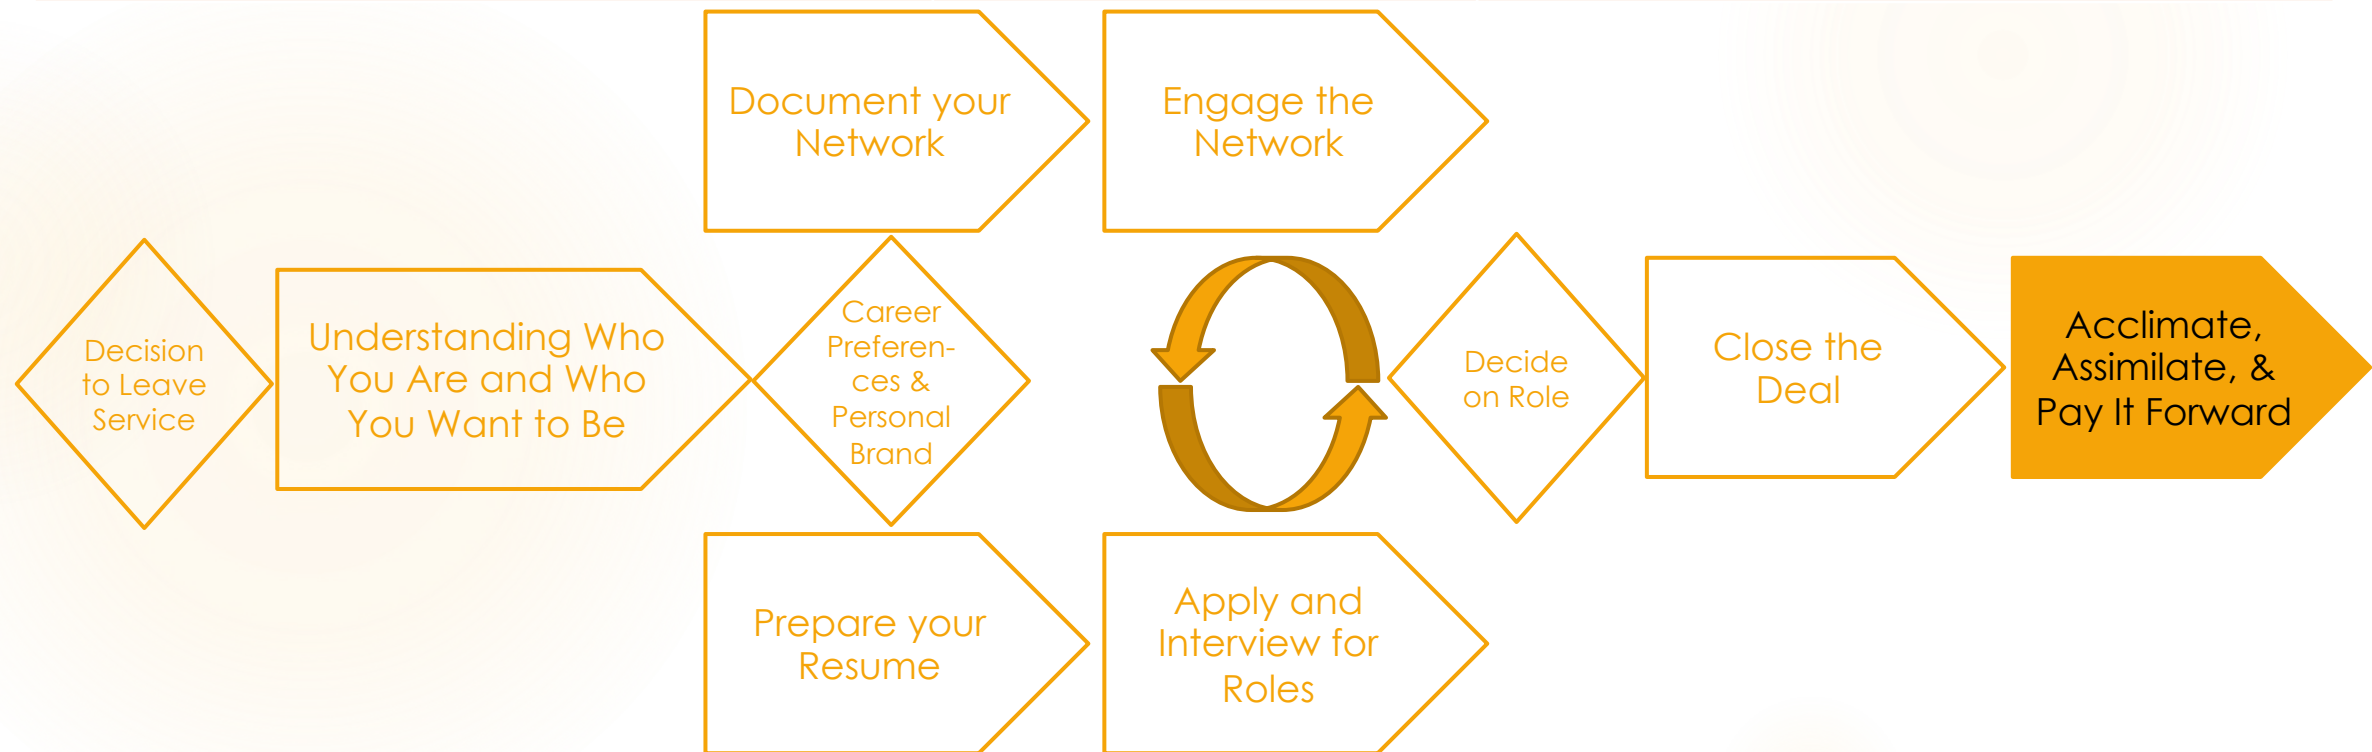 Document your
Network
Engage the
Network
Decision
to Leave
Service
Understanding Who
You Are and Who
You Want to Be
Career
Preferen-
ces &
Personal
Brand
Decide
on Role
Close the
Deal
Acclimate,
Assimilate, &
Pay It Forward
Prepare your
Resume
Apply and
Interview for
Roles